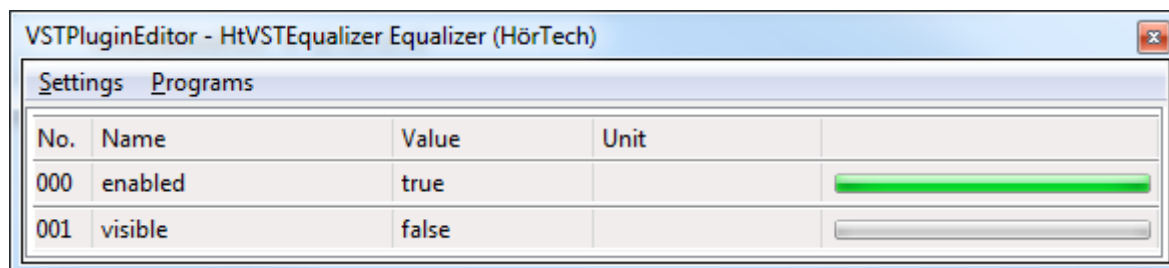 VSTPluginEditor - HtVSTEqualizer Equalizer (HörTech)
Settings Programs
No. Name Value Unit
000 enabled true
001 visible false